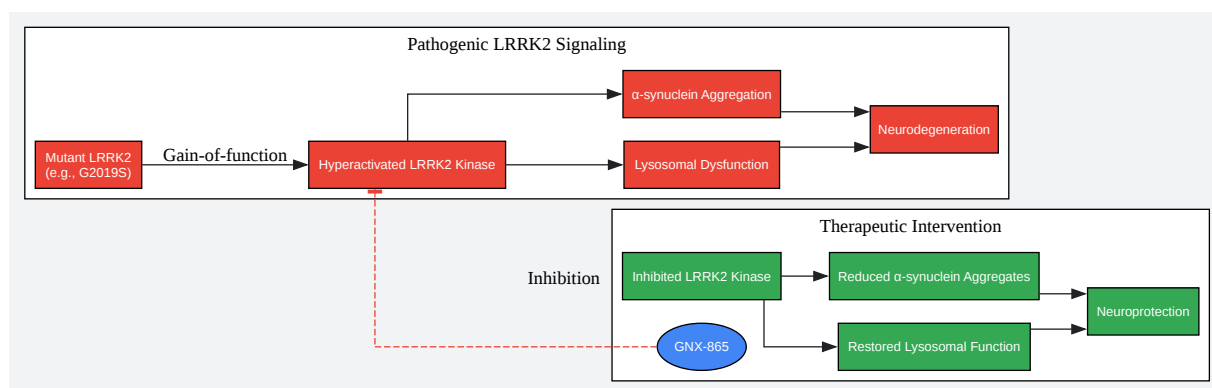 Pathogenic LRRK2 Signaling
α-synuclein Aggregation
Neurodegeneration
Mutant LRRK2
(e.g., G2019S)
Gain-of-function
Hyperactivated LRRK2 Kinase
Lysosomal Dysfunction
Therapeutic Intervention
Inhibition
Inhibited LRRK2 Kinase
Reduced α-synuclein Aggregates
Neuroprotection
GNX-865
Restored Lysosomal Function